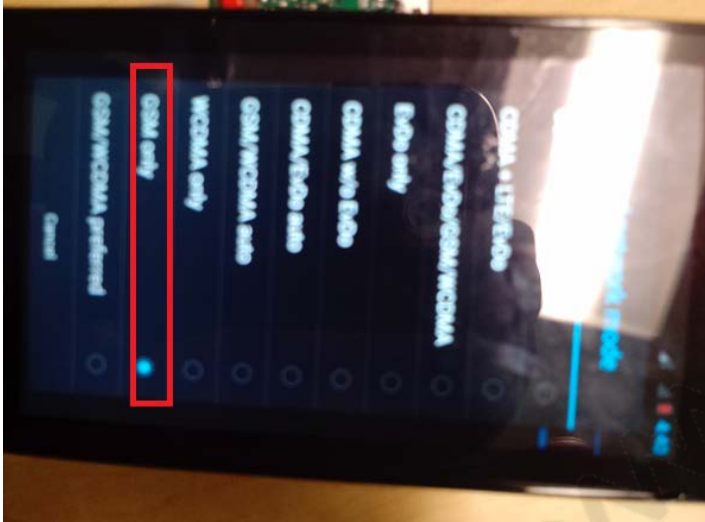 mode
CDMA + LTE/EvDo
CDMA/EvDo/GSM/WCDMA
EvDo only
CDMA w/o EvDo
CDMA/EvDo auto
GSM/WCDMA auto
WCDMA only
GSM only
GSM/WCDMA preferred
Cancel